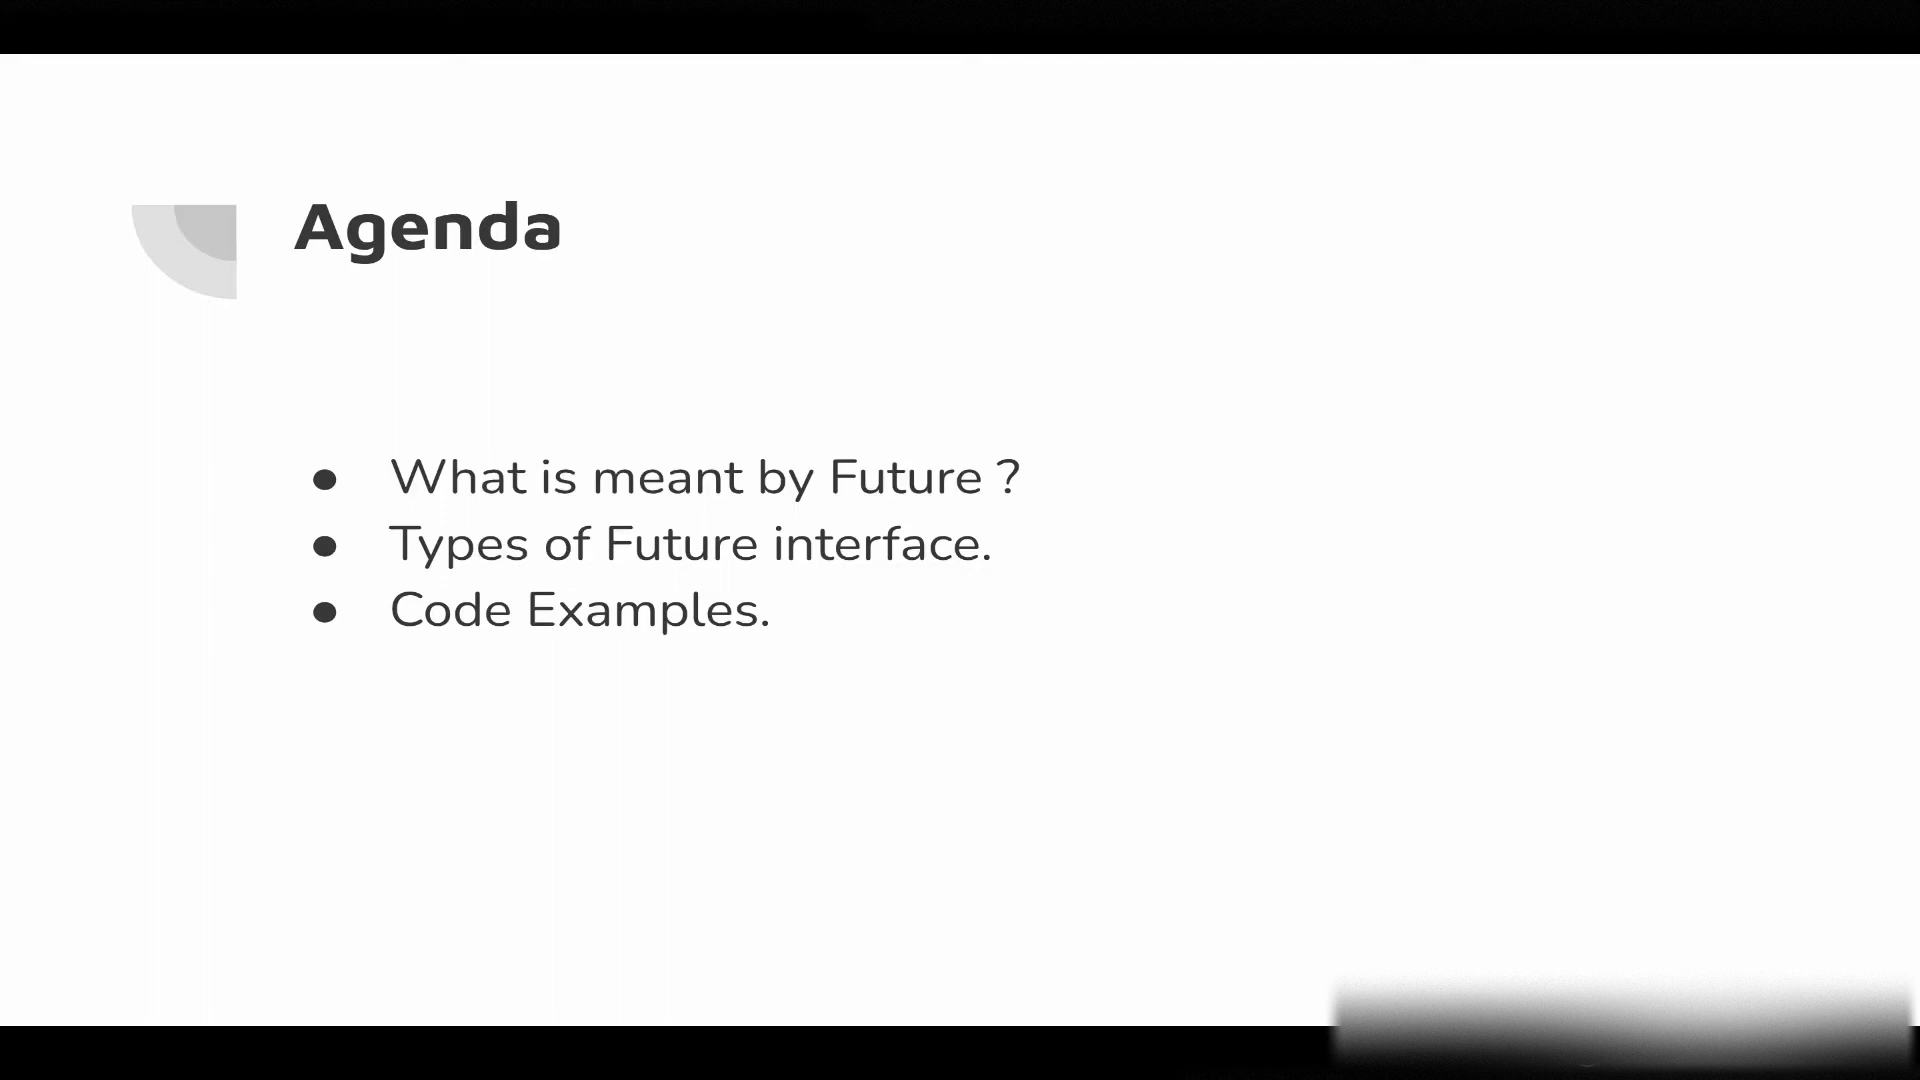 Agenda
● What is meant by Future ?
● Types of Future interface.
● Code Examples.